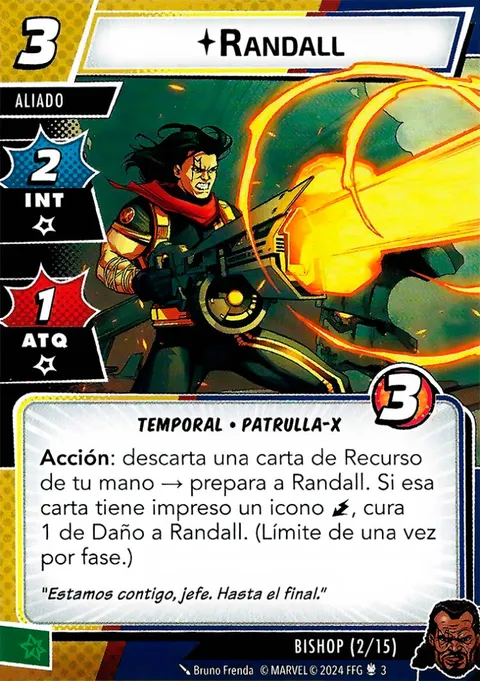 3
Randall
ALIADO
2
INT
1
ATQ
3
TEMPORAL • PATRULLA-X
Acción: descarta una carta de Recurso
de tu mano → prepara a Randall. Si esa
carta tiene impreso un icono , cura
1 de Daño a Randall. (Límite de una vez
por fase.)
"Estamos contigo, jefe. Hasta el final."
BISHOP (2/15)
Bruno Frenda © MARVEL © 2024 FFG 3